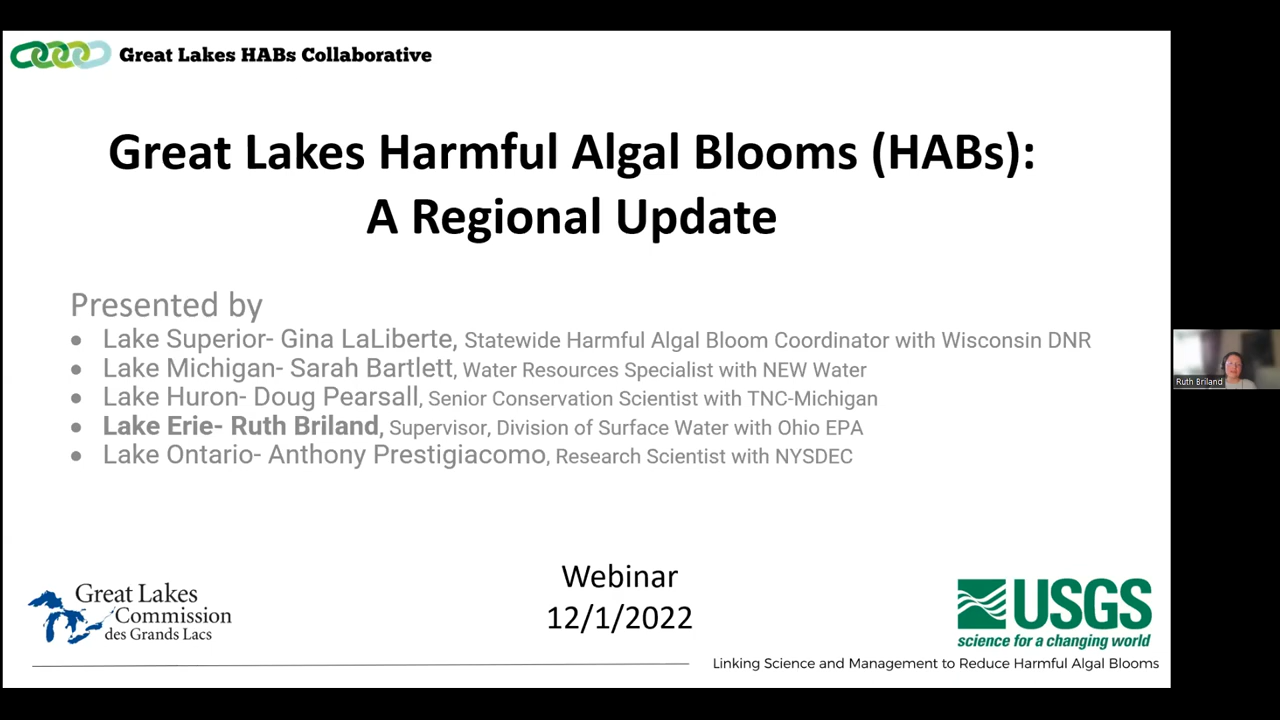 Great Lakes HABs Collaborative
Great Lakes Harmful Algal Blooms (HABs):
A Regional Update
Presented by
• Lake Superior- Gina LaLiberte, Statewide Harmful Algal Bloom Coordinator with Wisconsin DNR
• Lake Michigan- Sarah Bartlett, Water Resources Specialist with NEW Water
• Lake Huron- Doug Pearsall, Senior Conservation Scientist with TNC-Michigan
• Lake Erie- Ruth Briland, Supervisor, Division of Surface Water with Ohio EPA
• Lake Ontario- Anthony Prestigiacomo, Research Scientist with NYSDEC
Ruth Briland
Webinar
12/1/2022
Great Lakes
Commission
des Grands Lacs
USGS
science for a changing world
Linking Science and Management to Reduce Harmful Algal Blooms